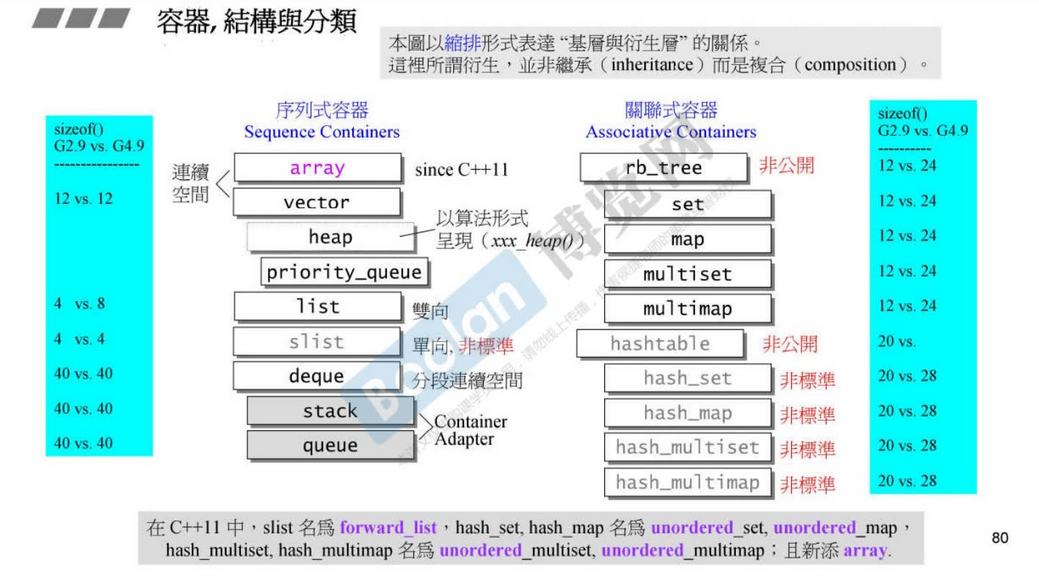 容器, 結構與分類
本圖以縮排形式表達 “基層與衍生層” 的關係。
這裡所謂衍生，並非繼承（inheritance）而是複合（composition）。
sizeof()
G2.9 vs. G4.9
----------------
12 vs. 12
4 vs. 8
4 vs. 4
40 vs. 40
40 vs. 40
40 vs. 40
序列式容器
Sequence Containers
連續
空間
array
since C++11
vector
heap
以算法形式
呈現（xxx_heap()）
priority_queue
list
雙向
slist
單向, 非標準
deque
分段連續空間
stack
queue
Container
Adapter
關聯式容器
Associative Containers
rb_tree
非公開
set
map
multiset
multimap
hashtable
非公開
hash_set
非標準
hash_map
非標準
hash_multiset
非標準
hash_multimap
非標準
sizeof()
G2.9 vs. G4.9
----------
12 vs. 24
12 vs. 24
12 vs. 24
12 vs. 24
12 vs. 24
20 vs.
20 vs. 28
20 vs. 28
20 vs. 28
20 vs. 28
Boolan
博览网
在 C++11 中，slist 名爲 forward_list，hash_set, hash_map 名爲 unordered_set, unordered_map，
hash_multiset, hash_multimap 名爲 unordered_multiset, unordered_multimap；且新添 array.
80